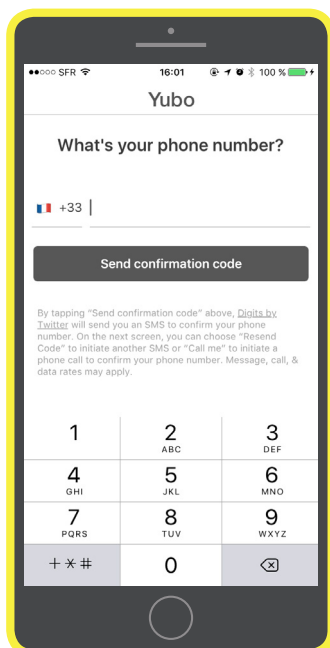 SFR 16:01 100 %
Yubo
What's your phone number?
+33
Send confirmation code
By tapping “Send confirmation code” above, Digits by
Twitter will send you an SMS to confirm your phone
number. On the next screen, you can choose “Resend
Code” to initiate another SMS or “Call me” to initiate a
phone call to confirm your phone number. Message, call, &
data rates may apply.
1 2 3
ABC DEF
4 5 6
GHI JKL MNO
7 8 9
PQRS TUV WXYZ
+*# 0